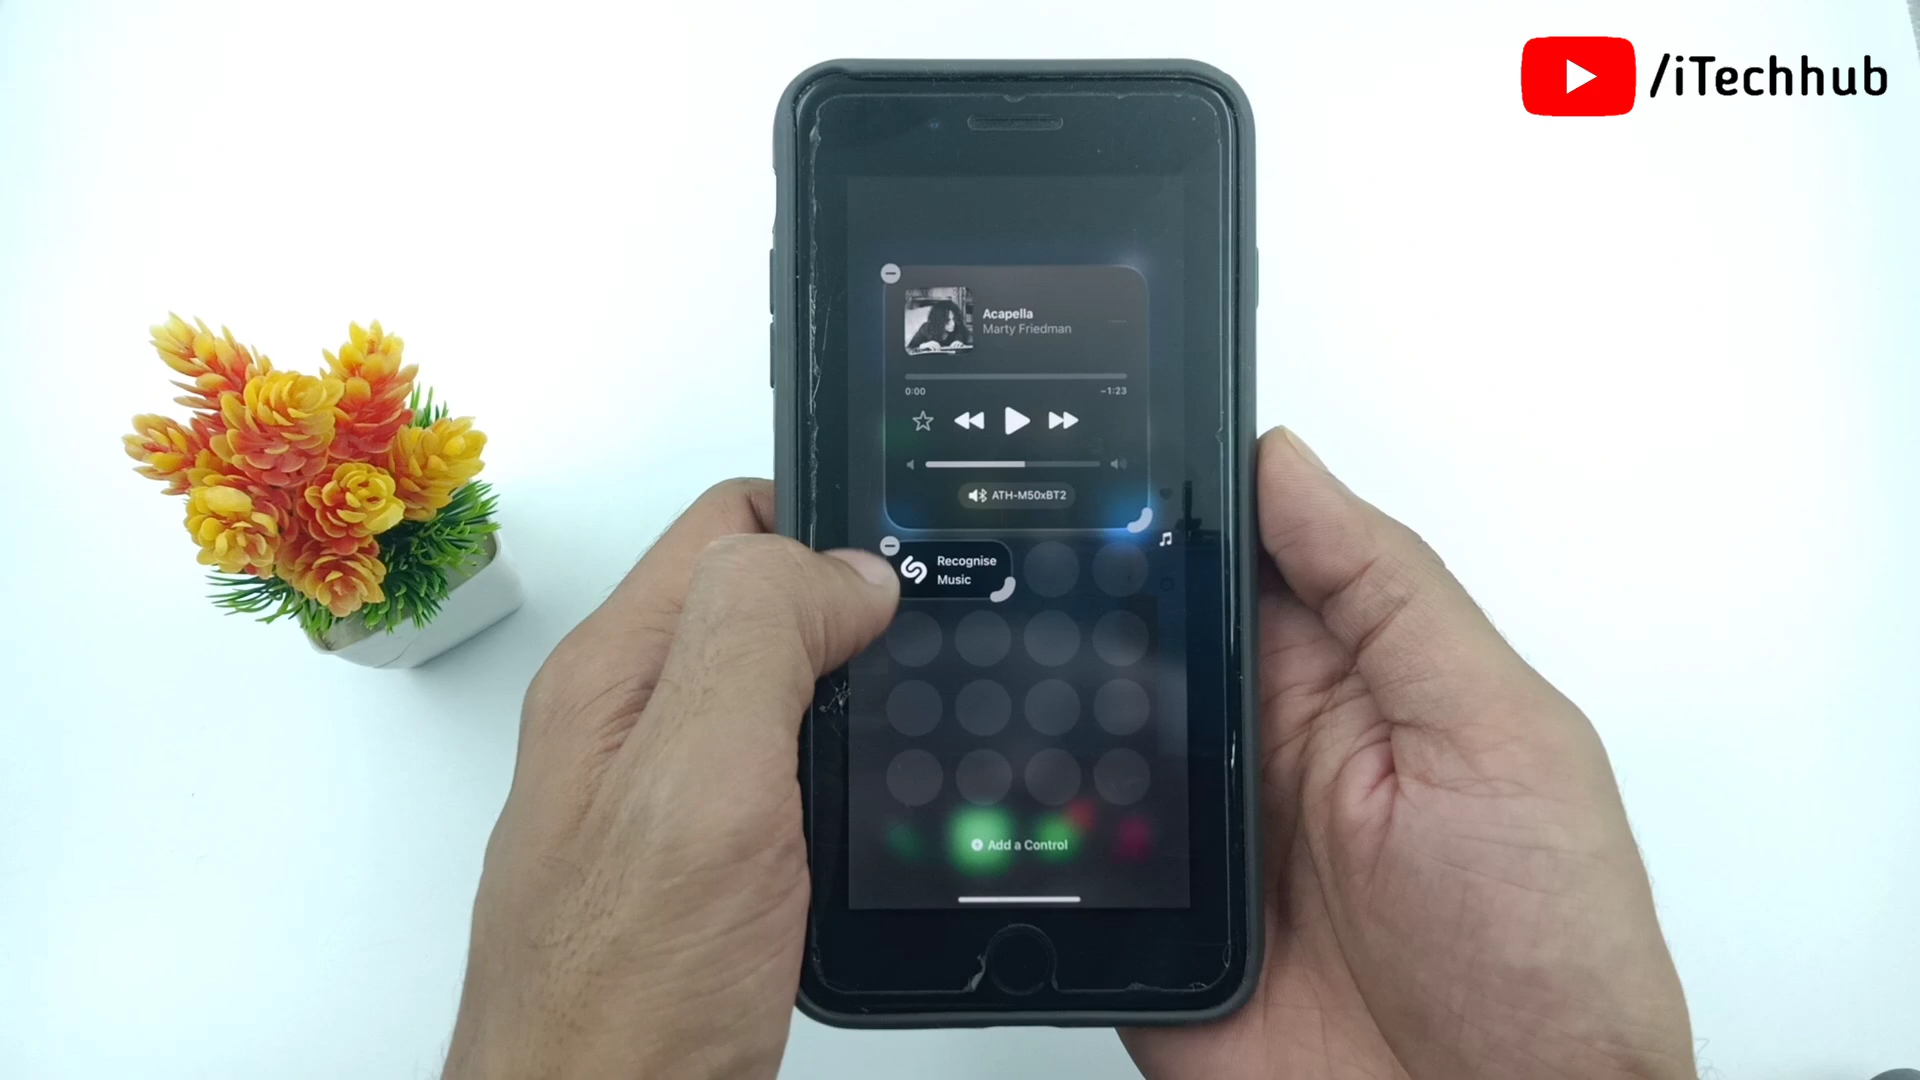 /iTechhub
Acapella
Marty Friedman
0:00
−1:23
ATH-M50xBT2
Recognise
Music
Add a Control